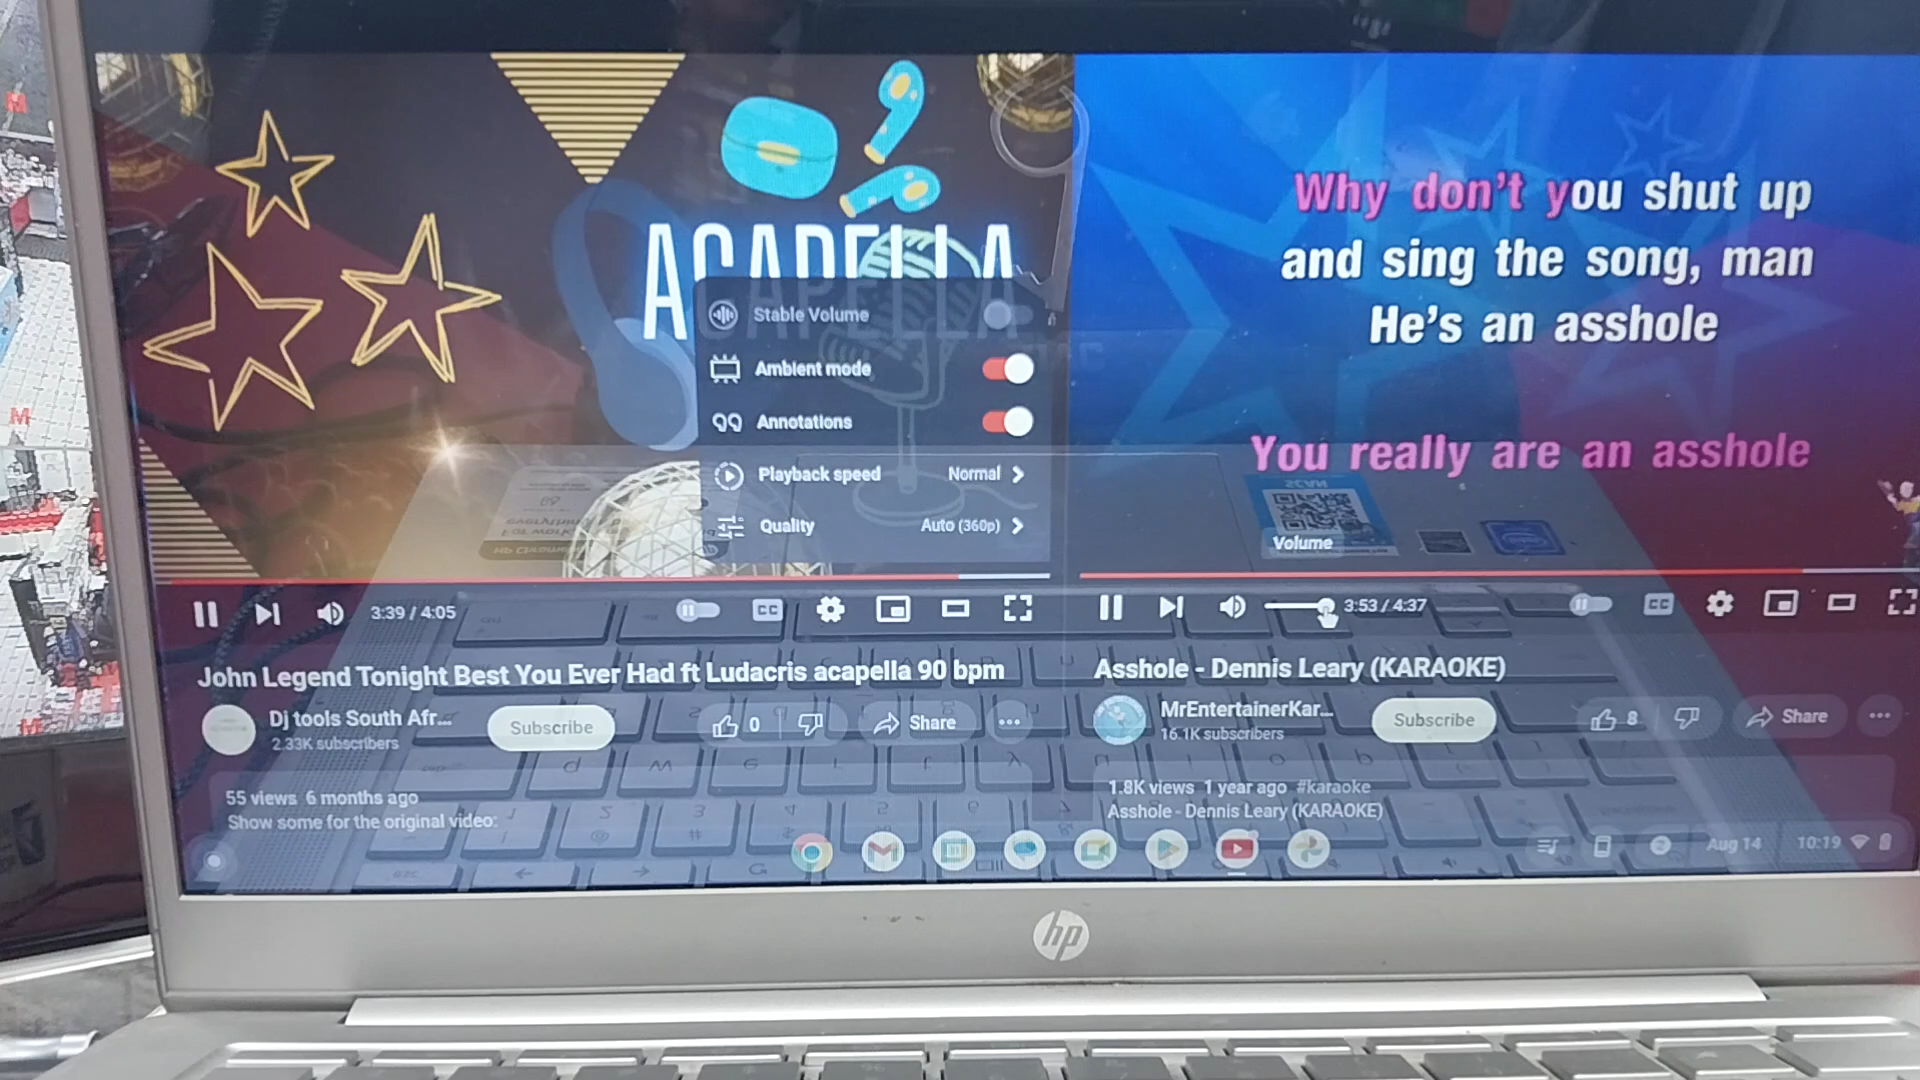 ACAPELLA
Stable Volume
Ambient mode
Annotations
Playback speed Normal
Quality Auto (360p)
3:39 / 4:05
CC
John Legend Tonight Best You Ever Had ft Ludacris acapella 90 bpm
Dj tools South Afr...
2.33K subscribers
Subscribe
0
Share
55 views 6 months ago
Show some for the original video:
Why don't you shut up
and sing the song, man
He's an asshole
You really are an asshole
SCAN
Volume
3:53 / 4:37
CC
Asshole - Dennis Leary (KARAOKE)
MrEntertainerKar...
16.1K subscribers
Subscribe
8
Share
1.8K views 1 year ago #karaoke
Asshole - Dennis Leary (KARAOKE)
Aug 14
10:19
hp